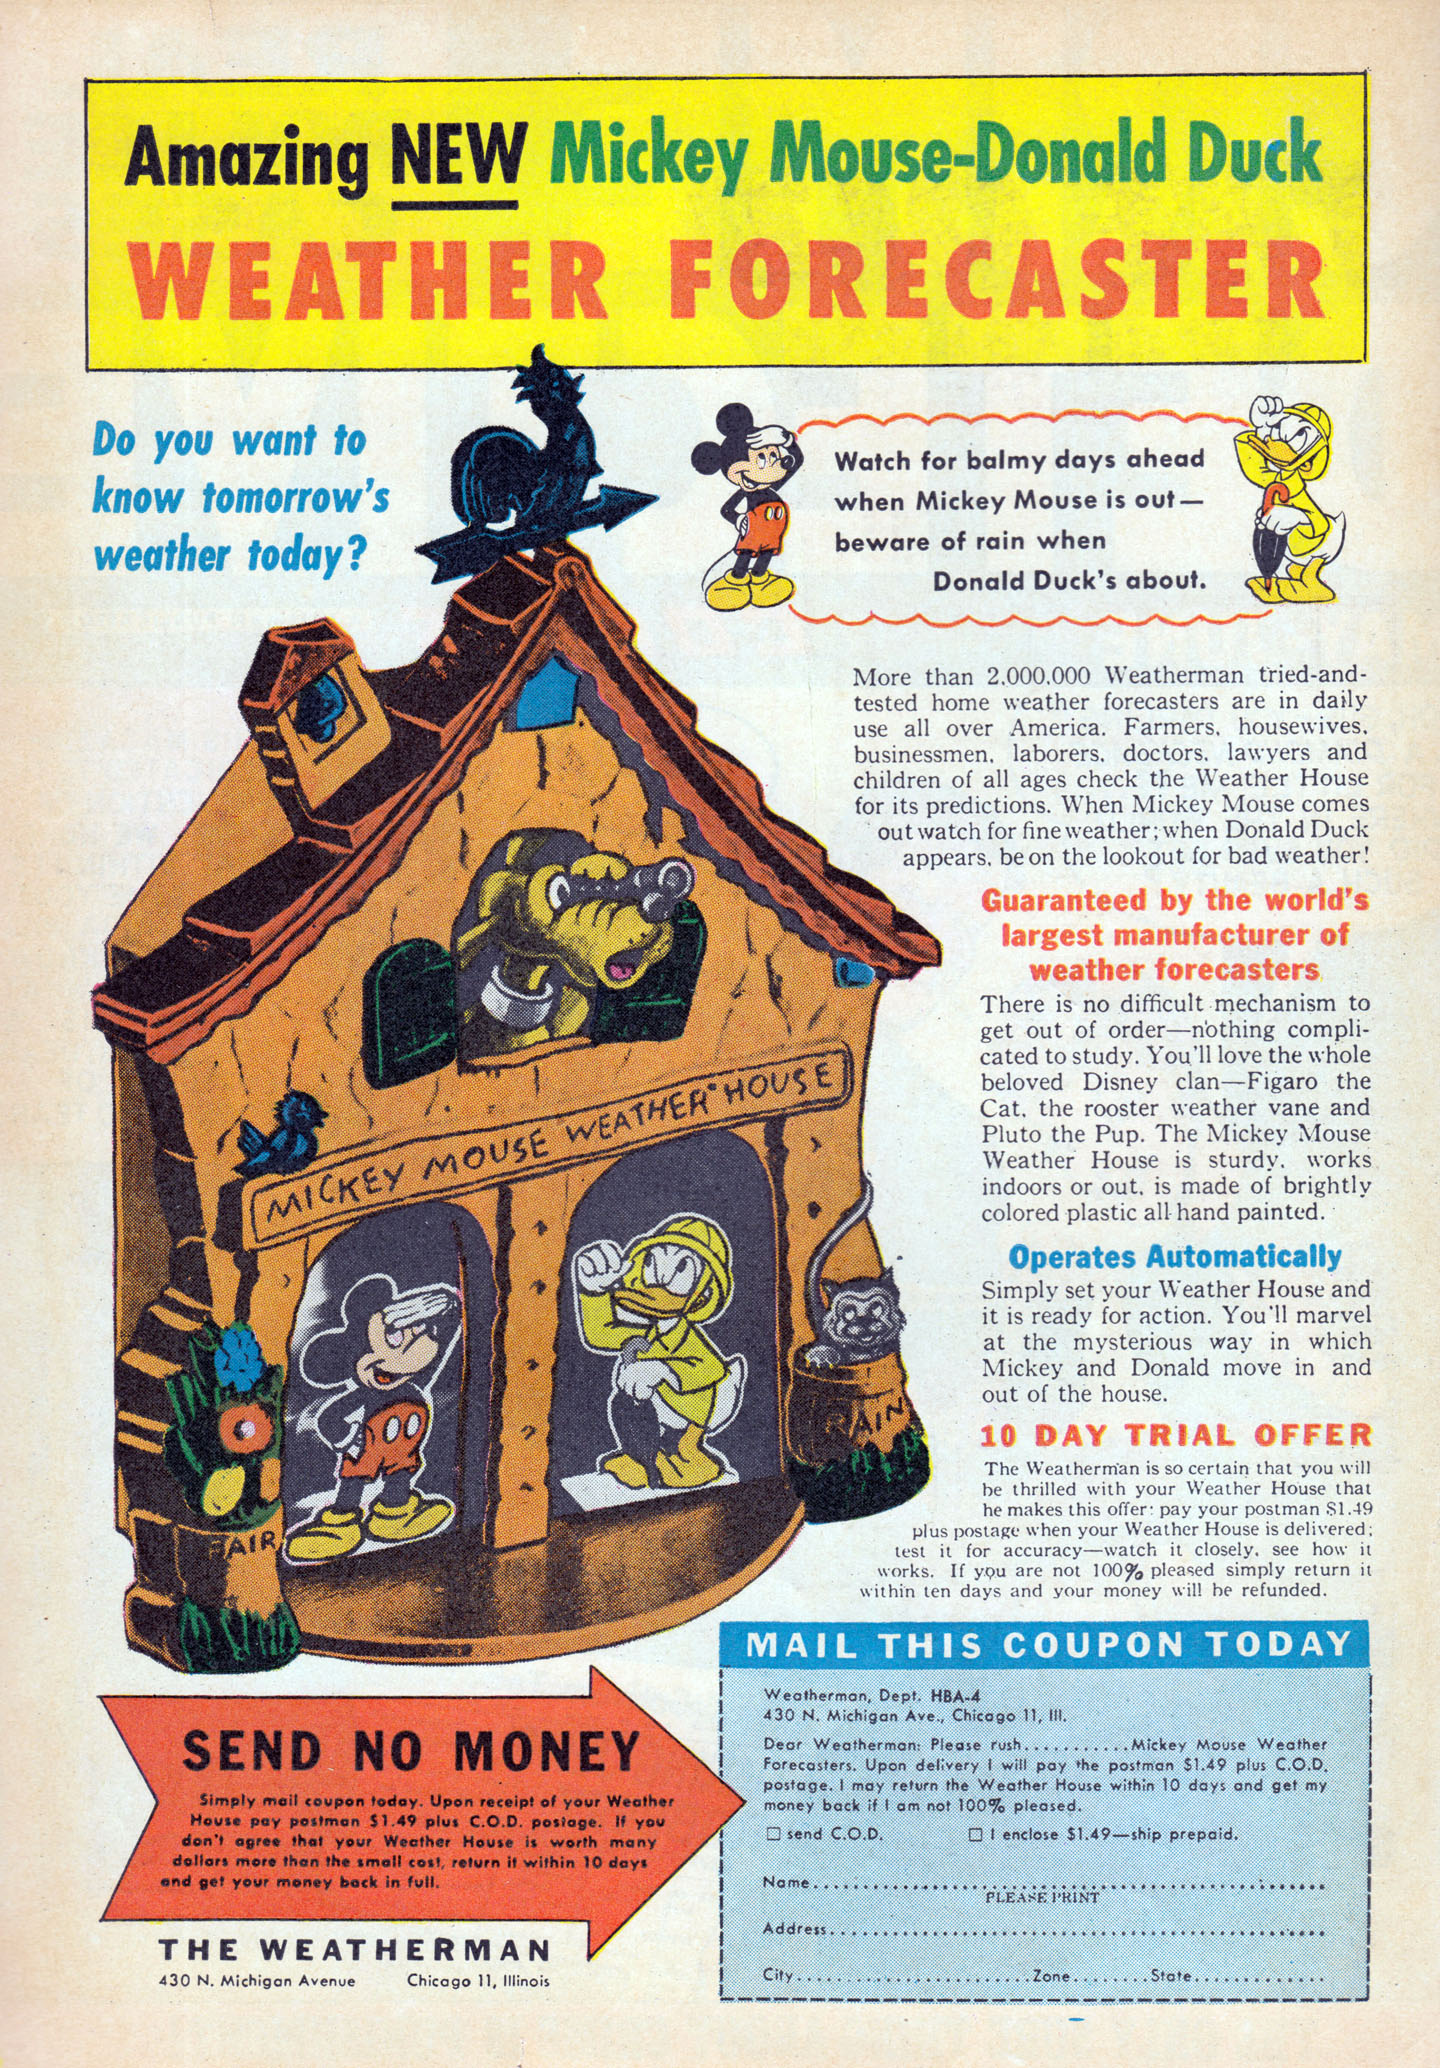 Amazing NEW Mickey Mouse-Donald Duck
WEATHER FORECASTER
Do you want to
know tomorrow's
weather today?
Watch for balmy days ahead
when Mickey Mouse is out—
beware of rain when
Donald Duck's about.
More than 2,000,000 Weatherman tried-and-
tested home weather forecasters are in daily
use all over America. Farmers, housewives,
businessmen, laborers, doctors, lawyers and
children of all ages check the Weather House
for its predictions. When Mickey Mouse comes
out watch for fine weather; when Donald Duck
appears, be on the lookout for bad weather!
Guaranteed by the world's
largest manufacturer of
weather forecasters
There is no difficult mechanism to
get out of order—nothing compli-
cated to study. You'll love the whole
beloved Disney clan—Figaro the
Cat, the rooster weather vane and
Pluto the Pup. The Mickey Mouse
Weather House is sturdy, works
indoors or out, is made of brightly
colored plastic all hand painted.
Operates Automatically
Simply set your Weather House and
it is ready for action. You'll marvel
at the mysterious way in which
Mickey and Donald move in and
out of the house.
10 DAY TRIAL OFFER
The Weatherman is so certain that you will
be thrilled with your Weather House that
he makes this offer: pay your postman $1.49
plus postage when your Weather House is delivered;
test it for accuracy—watch it closely, see how it
works. If you are not 100% pleased simply return it
within ten days and your money will be refunded.
MICKEY MOUSE WEATHER HOUSE
RAIN
FAIR
SEND NO MONEY
Simply mail coupon today. Upon receipt of your Weather
House pay postman $1.49 plus C.O.D. postage. If you
don't agree that your Weather House is worth many
dollars more than the small cost, return it within 10 days
and get your money back in full.
THE WEATHERMAN
430 N. Michigan Avenue Chicago 11, Illinois
MAIL THIS COUPON TODAY
Weatherman, Dept. HBA-4
430 N. Michigan Ave., Chicago 11, Ill.
Dear Weatherman: Please rush...........Mickey Mouse Weather
Forecasters. Upon delivery I will pay the postman $1.49 plus C.O.D.
postage. I may return the Weather House within 10 days and get my
money back if I am not 100% pleased.
☐ send C.O.D. ☐ I enclose $1.49—ship prepaid.
Name..........................................................
PLEASE PRINT
Address........................................................
City............................Zone........State.............